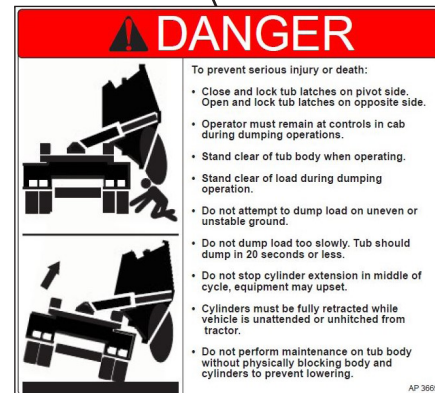 DANGER
To prevent serious injury or death:
• Close and lock tub latches on pivot side.
Open and lock tub latches on opposite side.
• Operator must remain at controls in cab
during dumping operations.
• Stand clear of tub body when operating.
• Stand clear of load during dumping
operation.
• Do not attempt to dump load on uneven or
unstable ground.
• Do not dump load too slowly. Tub should
dump in 20 seconds or less.
• Do not stop cylinder extension in middle of
cycle, equipment may upset.
• Cylinders must be fully retracted while
vehicle is unattended or unhitched from
tractor.
• Do not perform maintenance on tub body
without physically blocking body and
cylinders to prevent lowering.